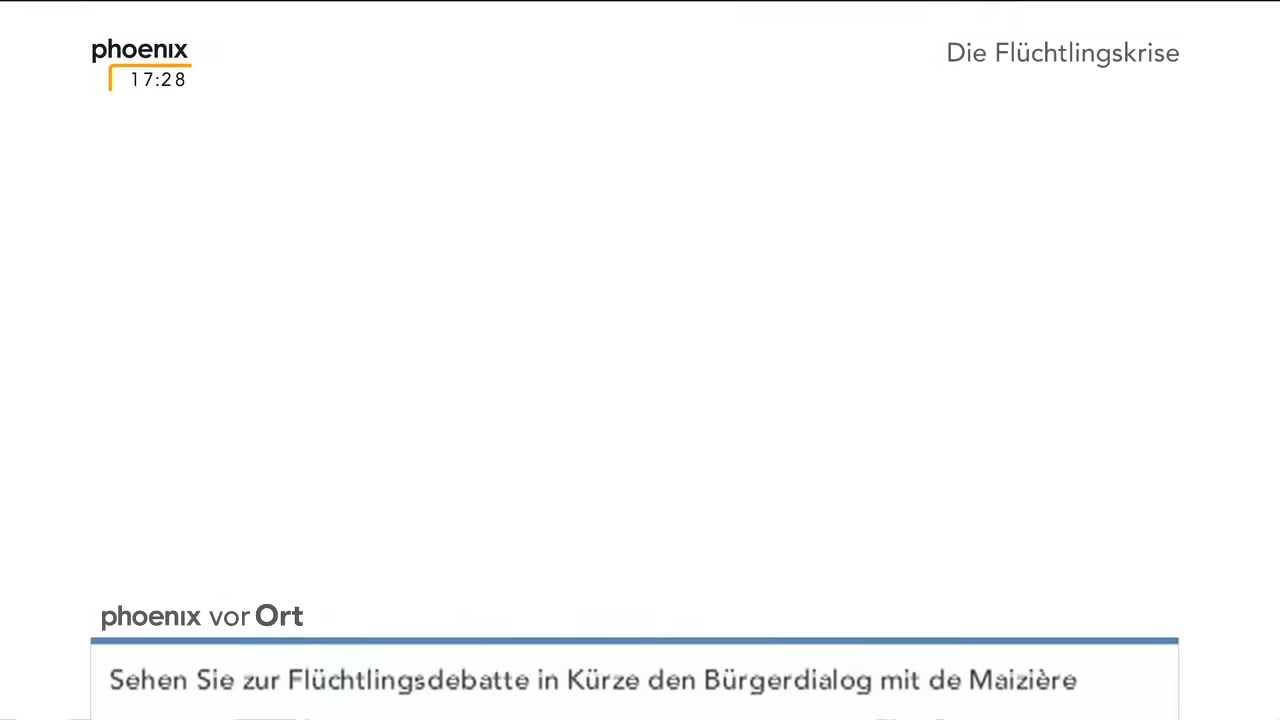 phoenix
17:28
Die Flüchtlingskrise
phoenix vor Ort
Sehen Sie zur Flüchtlingsdebatte in Kürze den Bürgerdialog mit de Maizière